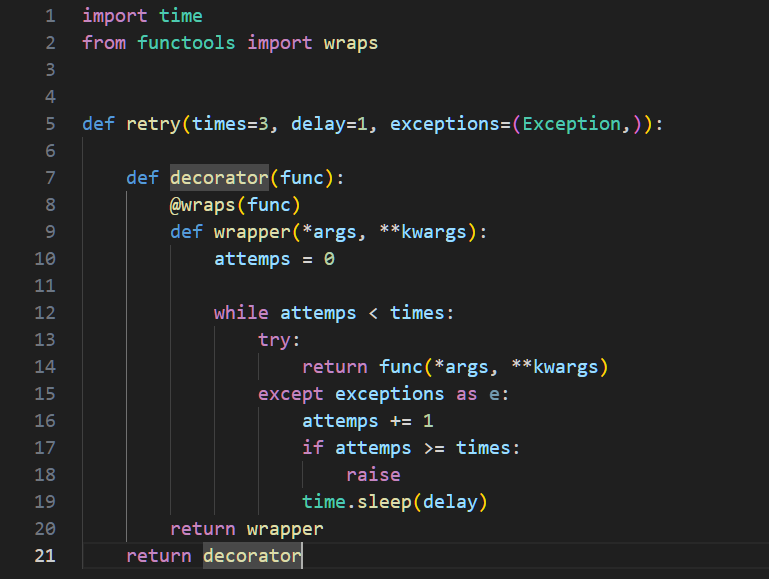 1 import time
2 from functools import wraps
3
4
5 def retry(times=3, delay=1, exceptions=(Exception,)):
6
7     def decorator(func):
8         @wraps(func)
9         def wrapper(*args, **kwargs):
10             attemps = 0
11
12             while attemps < times:
13                 try:
14                     return func(*args, **kwargs)
15                 except exceptions as e:
16                     attemps += 1
17                     if attemps >= times:
18                         raise
19                     time.sleep(delay)
20         return wrapper
21     return decorator